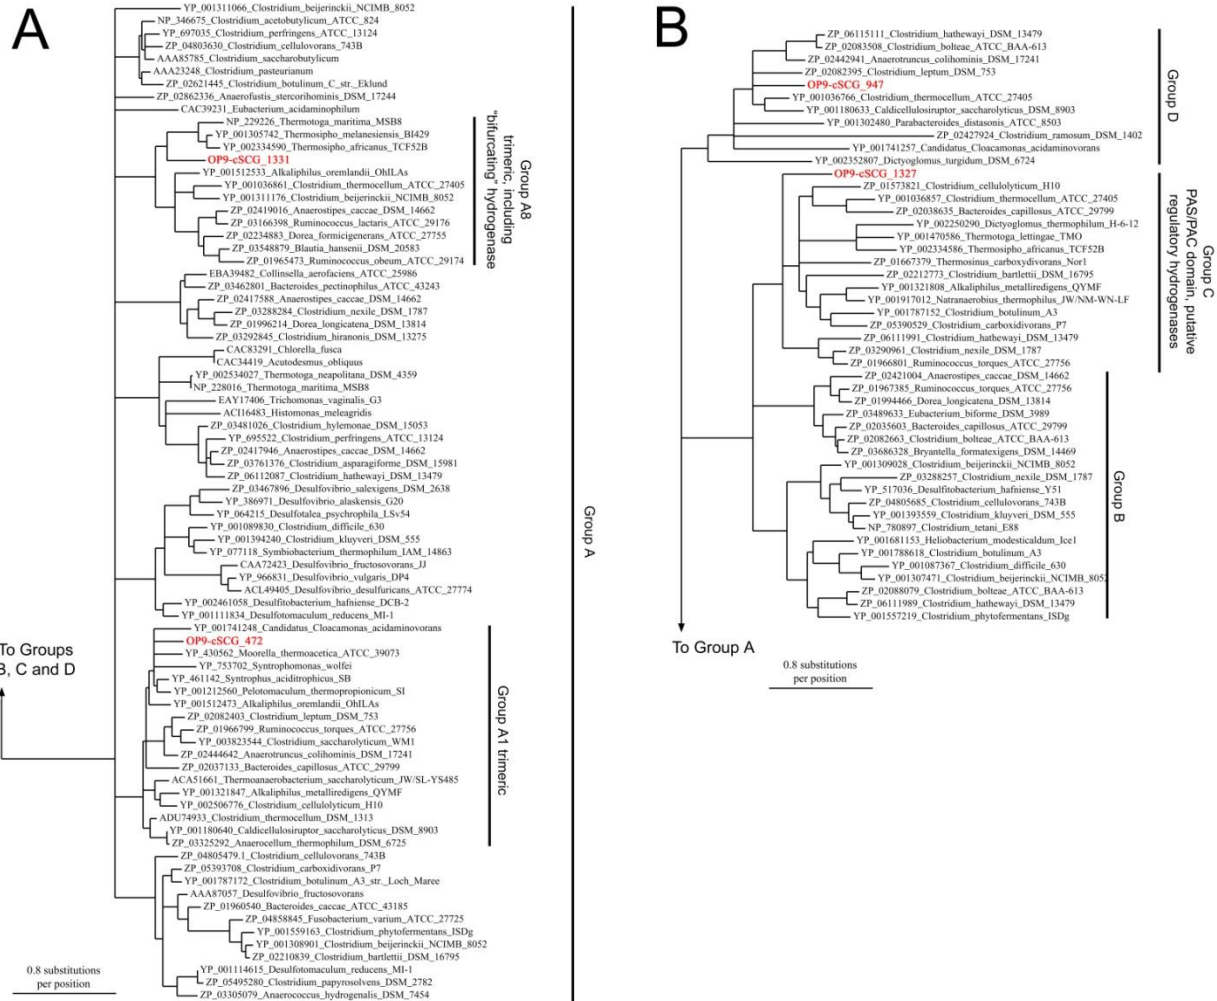 A
YP_001311066_Clostridium_beijerinckii_NCIMB_8052
NP_346675_Clostridium_acetobutylicum_ATCC_824
YP_697035_Clostridium_perfringens_ATCC_13124
ZP_04803630_Clostridium_cellulovorans_743B
AAA85785_Clostridium_saccharobutylicum
AAA23248_Clostridium_pasteurianum
ZP_02621445_Clostridium_botulinum_C_str._Eklund
ZP_02862336_Anaerofustis_stercorihominis_DSM_17244
CAC39231_Eubacterium_acidaminophilum
NP_229226_Thermotoga_maritima_MSB8
YP_001305742_Thermosipho_melanesiensis_BI429
YP_002334590_Thermosipho_africanus_TCF52B
OP9-cSCG_1331
YP_001512533_Alkaliphilus_oremlandii_OhILAs
YP_001036861_Clostridium_thermocellum_ATCC_27405
YP_001311176_Clostridium_beijerinckii_NCIMB_8052
ZP_02419016_Anaerostipes_caccae_DSM_14662
ZP_03166398_Ruminococcus_lactaris_ATCC_29176
ZP_02234883_Dorea_formicigenerans_ATCC_27755
ZP_03548879_Blautia_hansenii_DSM_20583
ZP_01965473_Ruminococcus_obeum_ATCC_29174
Group A8
trimeric, including
"bifurcating" hydrogenase
EBA39482_Collinsella_aerofaciens_ATCC_25986
ZP_03462801_Bacteroides_pectinophilus_ATCC_43243
ZP_02417588_Anaerostipes_caccae_DSM_14662
ZP_03288284_Clostridium_nexile_DSM_1787
ZP_01996214_Dorea_longicatena_DSM_13814
ZP_03292845_Clostridium_hiranonis_DSM_13275
CAC83291_Chlorella_fusca
CAC34419_Acutodesmus_obliquus
YP_002534027_Thermotoga_neapolitana_DSM_4359
NP_228016_Thermotoga_maritima_MSB8
EAY17406_Trichomonas_vaginalis_G3
ACI16483_Histomonas_meleagridis
ZP_03481026_Clostridium_hylemonae_DSM_15053
YP_695522_Clostridium_perfringens_ATCC_13124
ZP_02417946_Anaerostipes_caccae_DSM_14662
ZP_03761376_Clostridium_asparagiforme_DSM_15981
ZP_06112087_Clostridium_hathewayi_DSM_13479
ZP_03467896_Desulfovibrio_salexigens_DSM_2638
YP_386971_Desulfovibrio_alaskensis_G20
YP_064215_Desulfotalea_psychrophila_LSv54
YP_001089830_Clostridium_difficile_630
YP_001394240_Clostridium_kluyveri_DSM_555
YP_077118_Symbiobacterium_thermophilum_IAM_14863
CAA72423_Desulfovibrio_fructosovorans_JJ
YP_966831_Desulfovibrio_vulgaris_DP4
ACL49405_Desulfovibrio_desulfuricans_ATCC_27774
YP_002461058_Desulfitobacterium_hafniense_DCB-2
YP_001111834_Desulfotomaculum_reducens_MI-1
Group A
YP_001741248_Candidatus_Cloacamonas_acidaminovorans
OP9-cSCG_472
YP_430562_Moorella_thermoacetica_ATCC_39073
YP_753702_Syntrophomonas_wolfei
YP_461142_Syntrophus_aciditrophicus_SB
YP_001212560_Pelotomaculum_thermopropionicum_SI
YP_001512473_Alkaliphilus_oremlandii_OhILAs
ZP_02082403_Clostridium_leptum_DSM_753
ZP_01966799_Ruminococcus_torques_ATCC_27756
YP_003823544_Clostridium_saccharolyticum_WM1
ZP_02444642_Anaerotruncus_colihominis_DSM_17241
ZP_02037133_Bacteroides_capillosus_ATCC_29799
ACA51661_Thermoanaerobacterium_saccharolyticum_JW/SL-YS485
YP_001321847_Alkaliphilus_metalliredigens_QYMF
YP_002506776_Clostridium_cellulolyticum_H10
ADU74933_Clostridium_thermocellum_DSM_1313
YP_001180640_Caldicellulosiruptor_saccharolyticus_DSM_8903
ZP_03325292_Anaerocellum_thermophilum_DSM_6725
Group A1 trimeric
To Groups
B, C and D
ZP_04805479.1_Clostridium_cellulovorans_743B
ZP_05393708_Clostridium_carboxidivorans_P7
YP_001787172_Clostridium_botulinum_A3_str._Loch_Maree
AAA87057_Desulfovibrio_fructosovorans
ZP_01960540_Bacteroides_caccae_ATCC_43185
ZP_04858845_Fusobacterium_varium_ATCC_27725
YP_001559163_Clostridium_phytofermentans_ISDg
YP_001308901_Clostridium_beijerinckii_NCIMB_8052
ZP_02210839_Clostridium_bartlettii_DSM_16795
YP_001114615_Desulfotomaculum_reducens_MI-1
ZP_05495280_Clostridium_papyrosolvens_DSM_2782
ZP_03305079_Anaerococcus_hydrogenalis_DSM_7454
0.8 substitutions
per position
B
ZP_06115111_Clostridium_hathewayi_DSM_13479
ZP_02083508_Clostridium_bolteae_ATCC_BAA-613
ZP_02442941_Anaerotruncus_colihominis_DSM_17241
ZP_02082395_Clostridium_leptum_DSM_753
OP9-cSCG_947
YP_001036766_Clostridium_thermocellum_ATCC_27405
YP_001180633_Caldicellulosiruptor_saccharolyticus_DSM_8903
YP_001302480_Parabacteroides_distasonis_ATCC_8503
ZP_02427924_Clostridium_ramosum_DSM_1402
YP_001741257_Candidatus_Cloacamonas_acidaminovorans
YP_002352807_Dictyoglomus_turgidum_DSM_6724
Group D
OP9-cSCG_1327
ZP_01573821_Clostridium_cellulolyticum_H10
YP_001036857_Clostridium_thermocellum_ATCC_27405
ZP_02038635_Bacteroides_capillosus_ATCC_29799
YP_002250290_Dictyoglomus_thermophilum_H-6-12
YP_001470586_Thermotoga_lettingae_TMO
YP_002334586_Thermosipho_africanus_TCF52B
ZP_01667379_Thermosinus_carboxydivorans_Nor1
ZP_02212773_Clostridium_bartlettii_DSM_16795
YP_001321808_Alkaliphilus_metalliredigens_QYMF
YP_001917012_Natranaerobius_thermophilus_JW/NM-WN-LF
YP_001787152_Clostridium_botulinum_A3
ZP_05390529_Clostridium_carboxidivorans_P7
ZP_06111991_Clostridium_hathewayi_DSM_13479
ZP_03290961_Clostridium_nexile_DSM_1787
ZP_01966801_Ruminococcus_torques_ATCC_27756
Group C
PAS/PAC domain, putative
regulatory hydrogenases
ZP_02421004_Anaerostipes_caccae_DSM_14662
ZP_01967385_Ruminococcus_torques_ATCC_27756
ZP_01994466_Dorea_longicatena_DSM_13814
ZP_03489633_Eubacterium_biforme_DSM_3989
ZP_02035603_Bacteroides_capillosus_ATCC_29799
ZP_02082663_Clostridium_bolteae_ATCC_BAA-613
ZP_03686328_Bryantella_formatexigens_DSM_14469
YP_001309028_Clostridium_beijerinckii_NCIMB_8052
ZP_03288257_Clostridium_nexile_DSM_1787
YP_517036_Desulfitobacterium_hafniense_Y51
ZP_04805685_Clostridium_cellulovorans_743B
YP_001393559_Clostridium_kluyveri_DSM_555
NP_780897_Clostridium_tetani_E88
YP_001681153_Heliobacterium_modesticaldum_Ice1
YP_001788618_Clostridium_botulinum_A3
YP_001087367_Clostridium_difficile_630
YP_001307471_Clostridium_beijerinckii_NCIMB_8052
ZP_02088079_Clostridium_bolteae_ATCC_BAA-613
ZP_06111989_Clostridium_hathewayi_DSM_13479
YP_001557219_Clostridium_phytofermentans_ISDg
Group B
To Group A
0.8 substitutions
per position